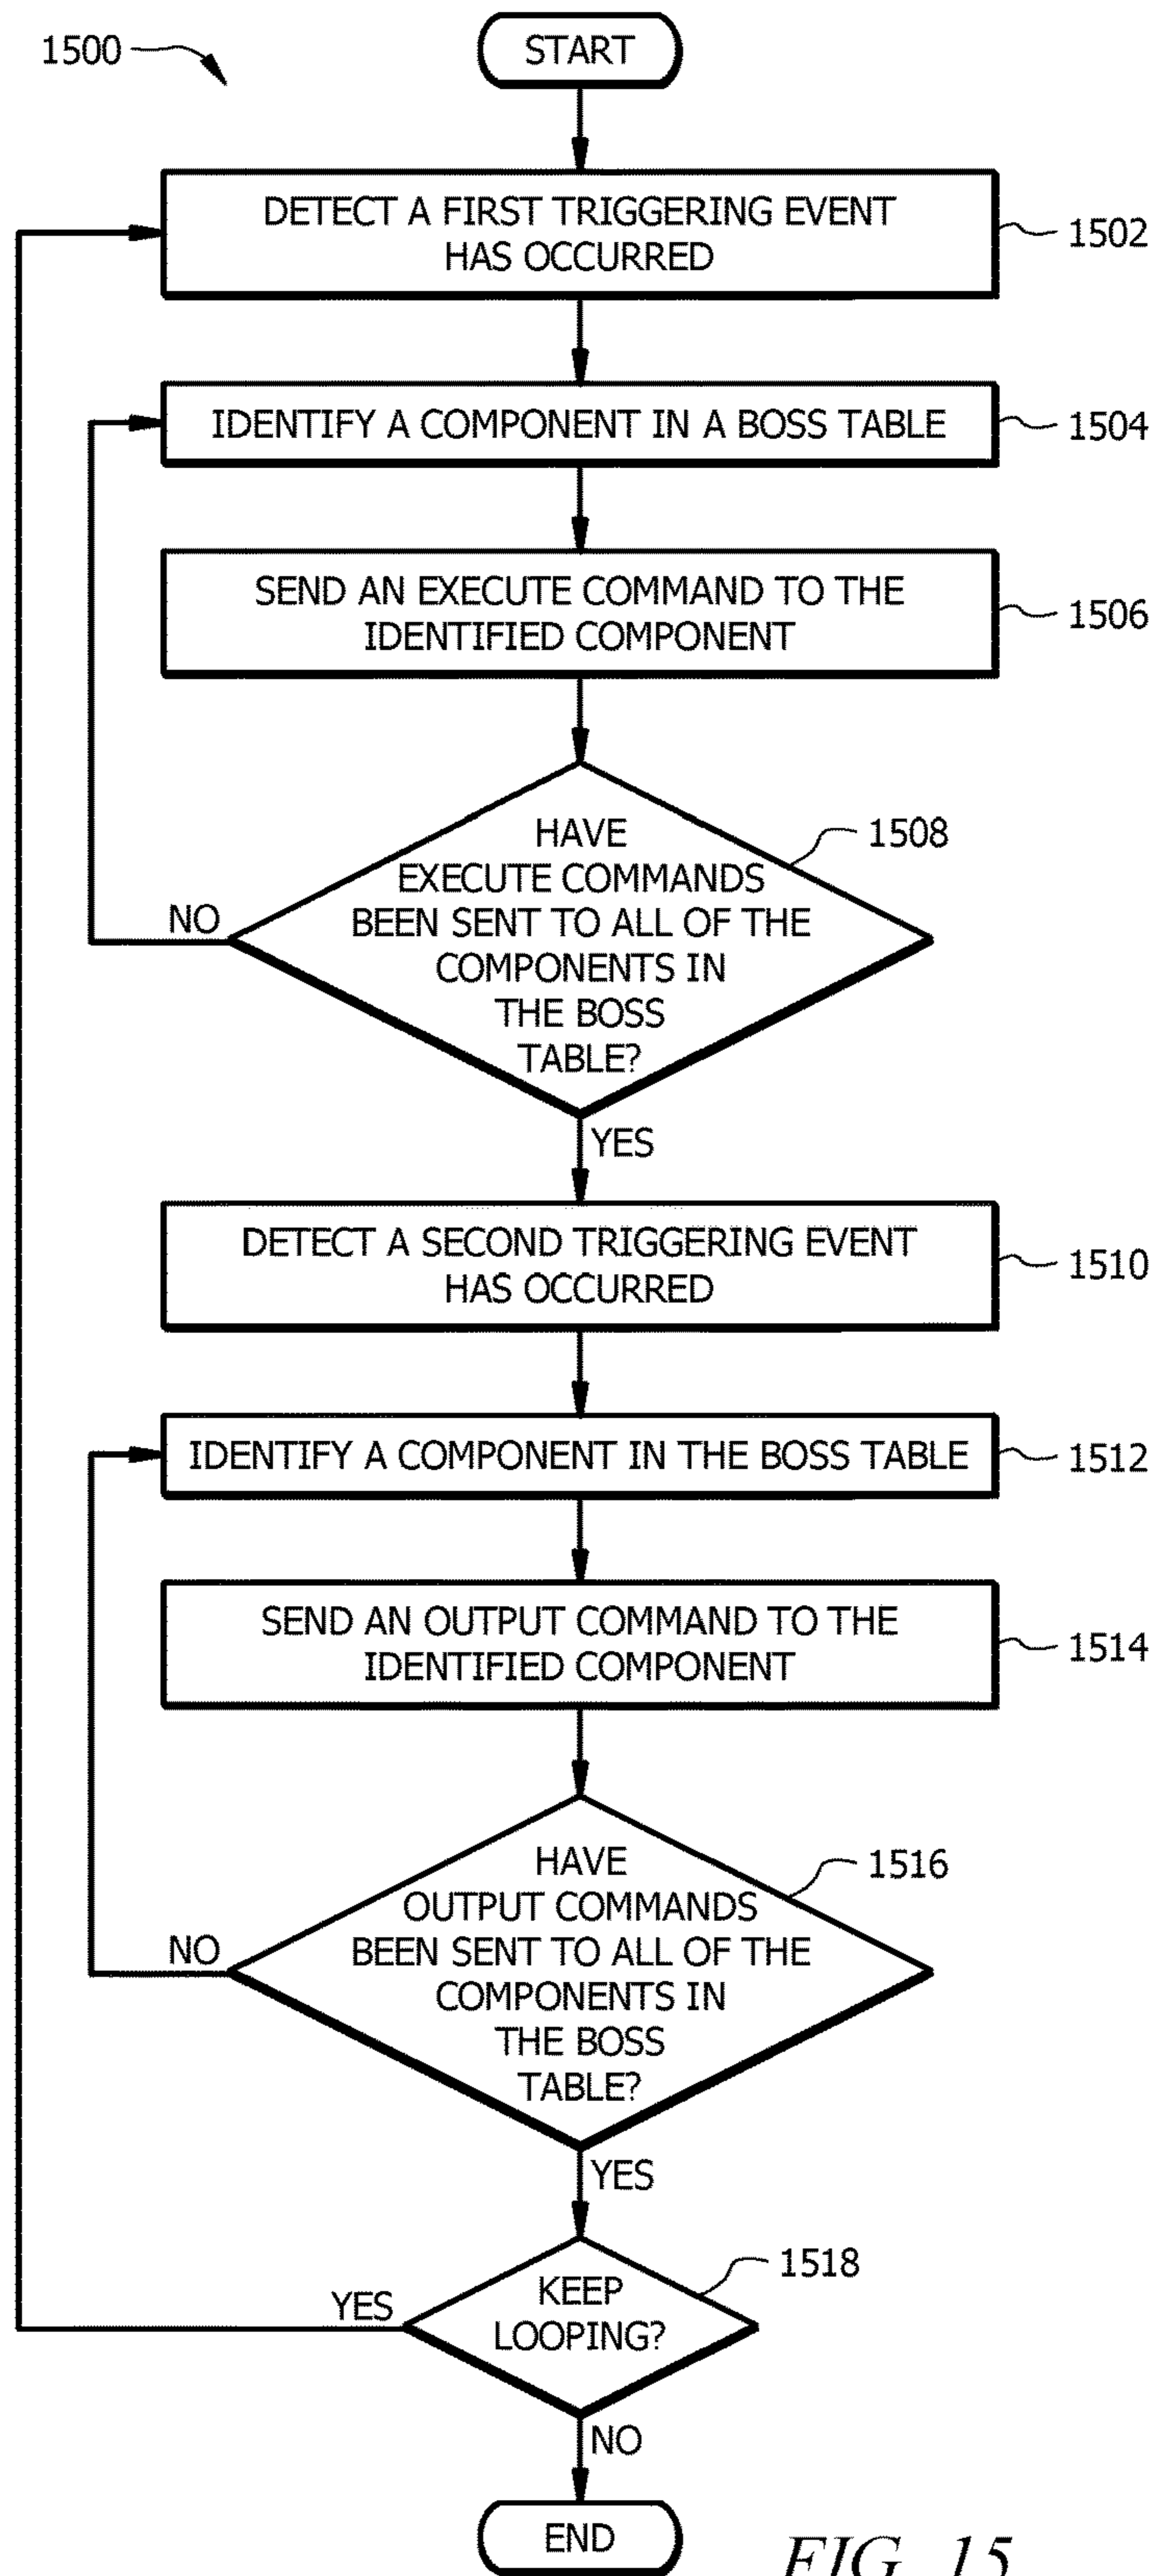 1500
START
DETECT A FIRST TRIGGERING EVENT
HAS OCCURRED
1502
IDENTIFY A COMPONENT IN A BOSS TABLE
1504
SEND AN EXECUTE COMMAND TO THE
IDENTIFIED COMPONENT
1506
HAVE
EXECUTE COMMANDS
BEEN SENT TO ALL OF THE
COMPONENTS IN
THE BOSS
TABLE?
1508
NO
YES
DETECT A SECOND TRIGGERING EVENT
HAS OCCURRED
1510
IDENTIFY A COMPONENT IN THE BOSS TABLE
1512
SEND AN OUTPUT COMMAND TO THE
IDENTIFIED COMPONENT
1514
HAVE
OUTPUT COMMANDS
BEEN SENT TO ALL OF THE
COMPONENTS IN
THE BOSS
TABLE?
1516
NO
YES
KEEP
LOOPING?
1518
YES
NO
END
FIG. 15